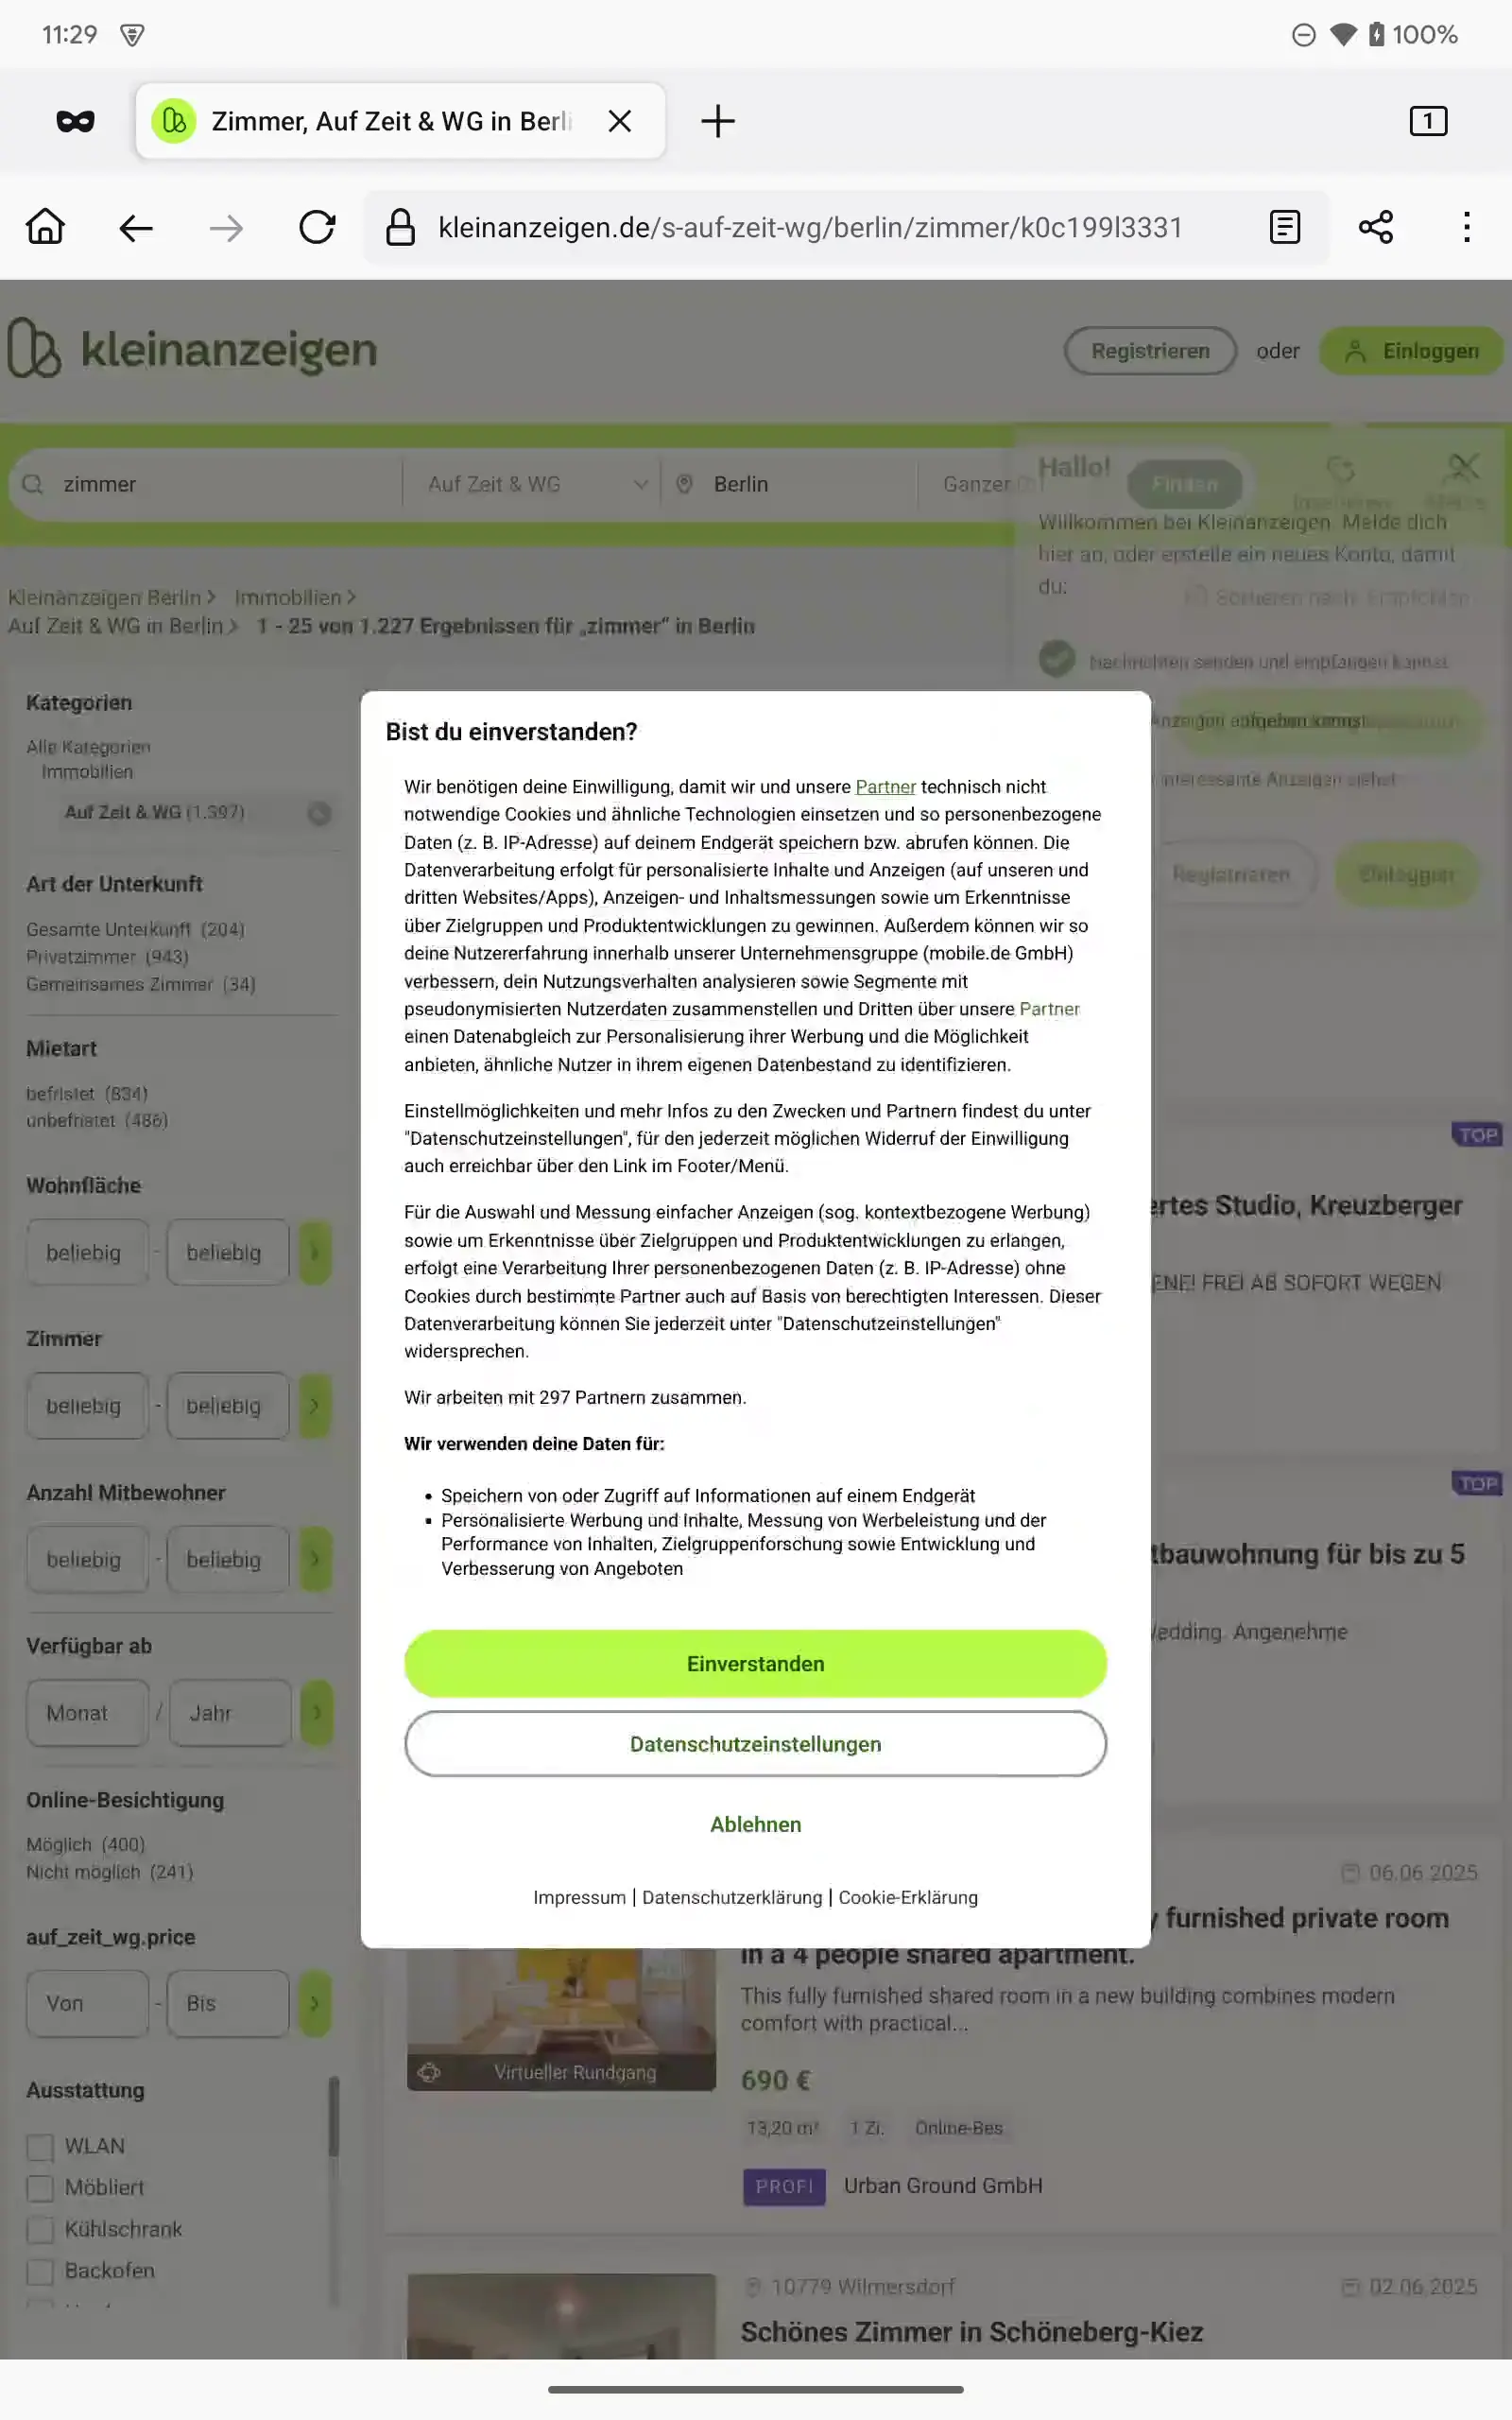 11:29
100%
Zimmer, Auf Zeit & WG in Berli
1
kleinanzeigen.de/s-auf-zeit-wg/berlin/zimmer/k0c199l3331
kleinanzeigen
Registrieren oder Einloggen
zimmer Auf Zeit & WG Berlin Ganzer
Hallo!
Finden
Willkommen bei Kleinanzeigen. Melde dich
hier an, oder erstelle ein neues Konto, damit
du:
Sortieren nach:
Nachrichten senden und empfangen kannst
Kleinanzeigen Berlin Immobilien
Auf Zeit & WG in Berlin 1 - 25 von 1.227 Ergebnissen für „zimmer“ in Berlin
Kategorien
Alle Kategorien
Immobilien
Auf Zeit & WG (1.597)
Art der Unterkunft
Gesamte Unterkunft (204)
Privatzimmer (943)
Gemeinsames Zimmer (34)
Mietart
befristet (834)
unbefristet (486)
Wohnfläche
beliebig - beliebig
Zimmer
beliebig - beliebig
Anzahl Mitbewohner
beliebig - beliebig
Verfügbar ab
Monat / Jahr
Online-Besichtigung
Möglich (400)
Nicht möglich (241)
auf_zeit_wg.price
Von - Bis
Ausstattung
WLAN
Möbliert
Kühlschrank
Backofen
Bist du einverstanden?
Wir benötigen deine Einwilligung, damit wir und unsere Partner technisch nicht
notwendige Cookies und ähnliche Technologien einsetzen und so personenbezogene
Daten (z. B. IP-Adresse) auf deinem Endgerät speichern bzw. abrufen können. Die
Datenverarbeitung erfolgt für personalisierte Inhalte und Anzeigen (auf unseren und
dritten Websites/Apps), Anzeigen- und Inhaltsmessungen sowie um Erkenntnisse
über Zielgruppen und Produktentwicklungen zu gewinnen. Außerdem können wir so
deine Nutzererfahrung innerhalb unserer Unternehmensgruppe (mobile.de GmbH)
verbessern, dein Nutzungsverhalten analysieren sowie Segmente mit
pseudonymisierten Nutzerdaten zusammenstellen und Dritten über unsere Partner
einen Datenabgleich zur Personalisierung ihrer Werbung und die Möglichkeit
anbieten, ähnliche Nutzer in ihrem eigenen Datenbestand zu identifizieren.
Einstellmöglichkeiten und mehr Infos zu den Zwecken und Partnern findest du unter
"Datenschutzeinstellungen", für den jederzeit möglichen Widerruf der Einwilligung
auch erreichbar über den Link im Footer/Menü.
Für die Auswahl und Messung einfacher Anzeigen (sog. kontextbezogene Werbung)
sowie um Erkenntnisse über Zielgruppen und Produktentwicklungen zu erlangen,
erfolgt eine Verarbeitung Ihrer personenbezogenen Daten (z. B. IP-Adresse) ohne
Cookies durch bestimmte Partner auch auf Basis von berechtigten Interessen. Dieser
Datenverarbeitung können Sie jederzeit unter "Datenschutzeinstellungen"
widersprechen.
Wir arbeiten mit 297 Partnern zusammen.
Wir verwenden deine Daten für:
• Speichern von oder Zugriff auf Informationen auf einem Endgerät
• Personalisierte Werbung und Inhalte, Messung von Werbeleistung und der
Performance von Inhalten, Zielgruppenforschung sowie Entwicklung und
Verbesserung von Angeboten
Einverstanden
Datenschutzeinstellungen
Ablehnen
Impressum | Datenschutzerklärung | Cookie-Erklärung
interessante Anzeigen siehst
Registrieren Einloggen
TOP
ertes Studio, Kreuzberger
ENE! FREI AB SOFORT WEGEN
TOP
tbauwohnung für bis zu 5
Wedding. Angenehme
06.06.2025
y furnished private room
in a 4 people shared apartment.
This fully furnished shared room in a new building combines modern
comfort with practical...
Virtueller Rundgang
690 €
13,20 m² 1 Zi. Online-Bes
PROFI Urban Ground GmbH
10779 Wilmersdorf 02.06.2025
Schönes Zimmer in Schöneberg-Kiez